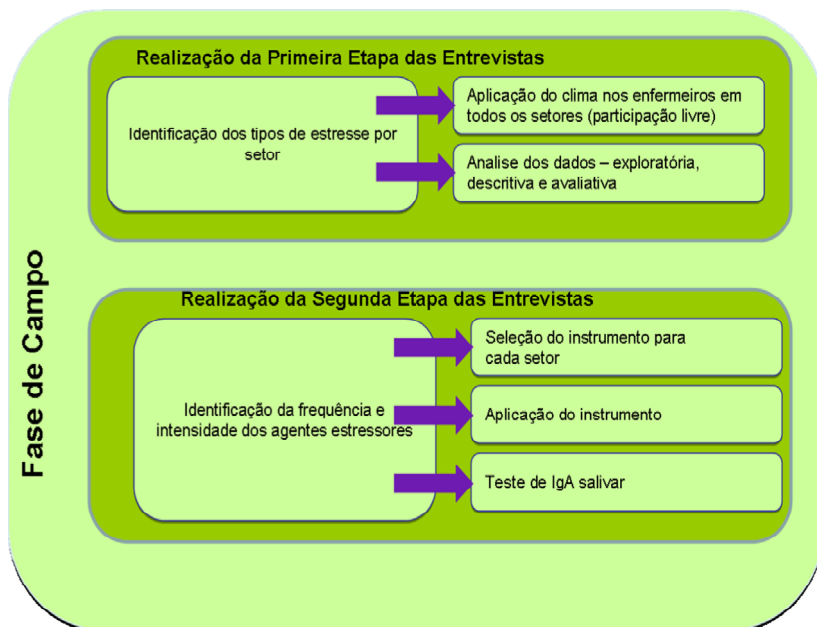 Fase de Campo
Realização da Primeira Etapa das Entrevistas
Identificação dos tipos de estresse por
setor
Aplicação do clima nos enfermeiros em
todos os setores (participação livre)
Analise dos dados – exploratória,
descritiva e avaliativa
Realização da Segunda Etapa das Entrevistas
Identificação da frequência e
intensidade dos agentes estressores
Seleção do instrumento para
cada setor
Aplicação do instrumento
Teste de IgA salivar